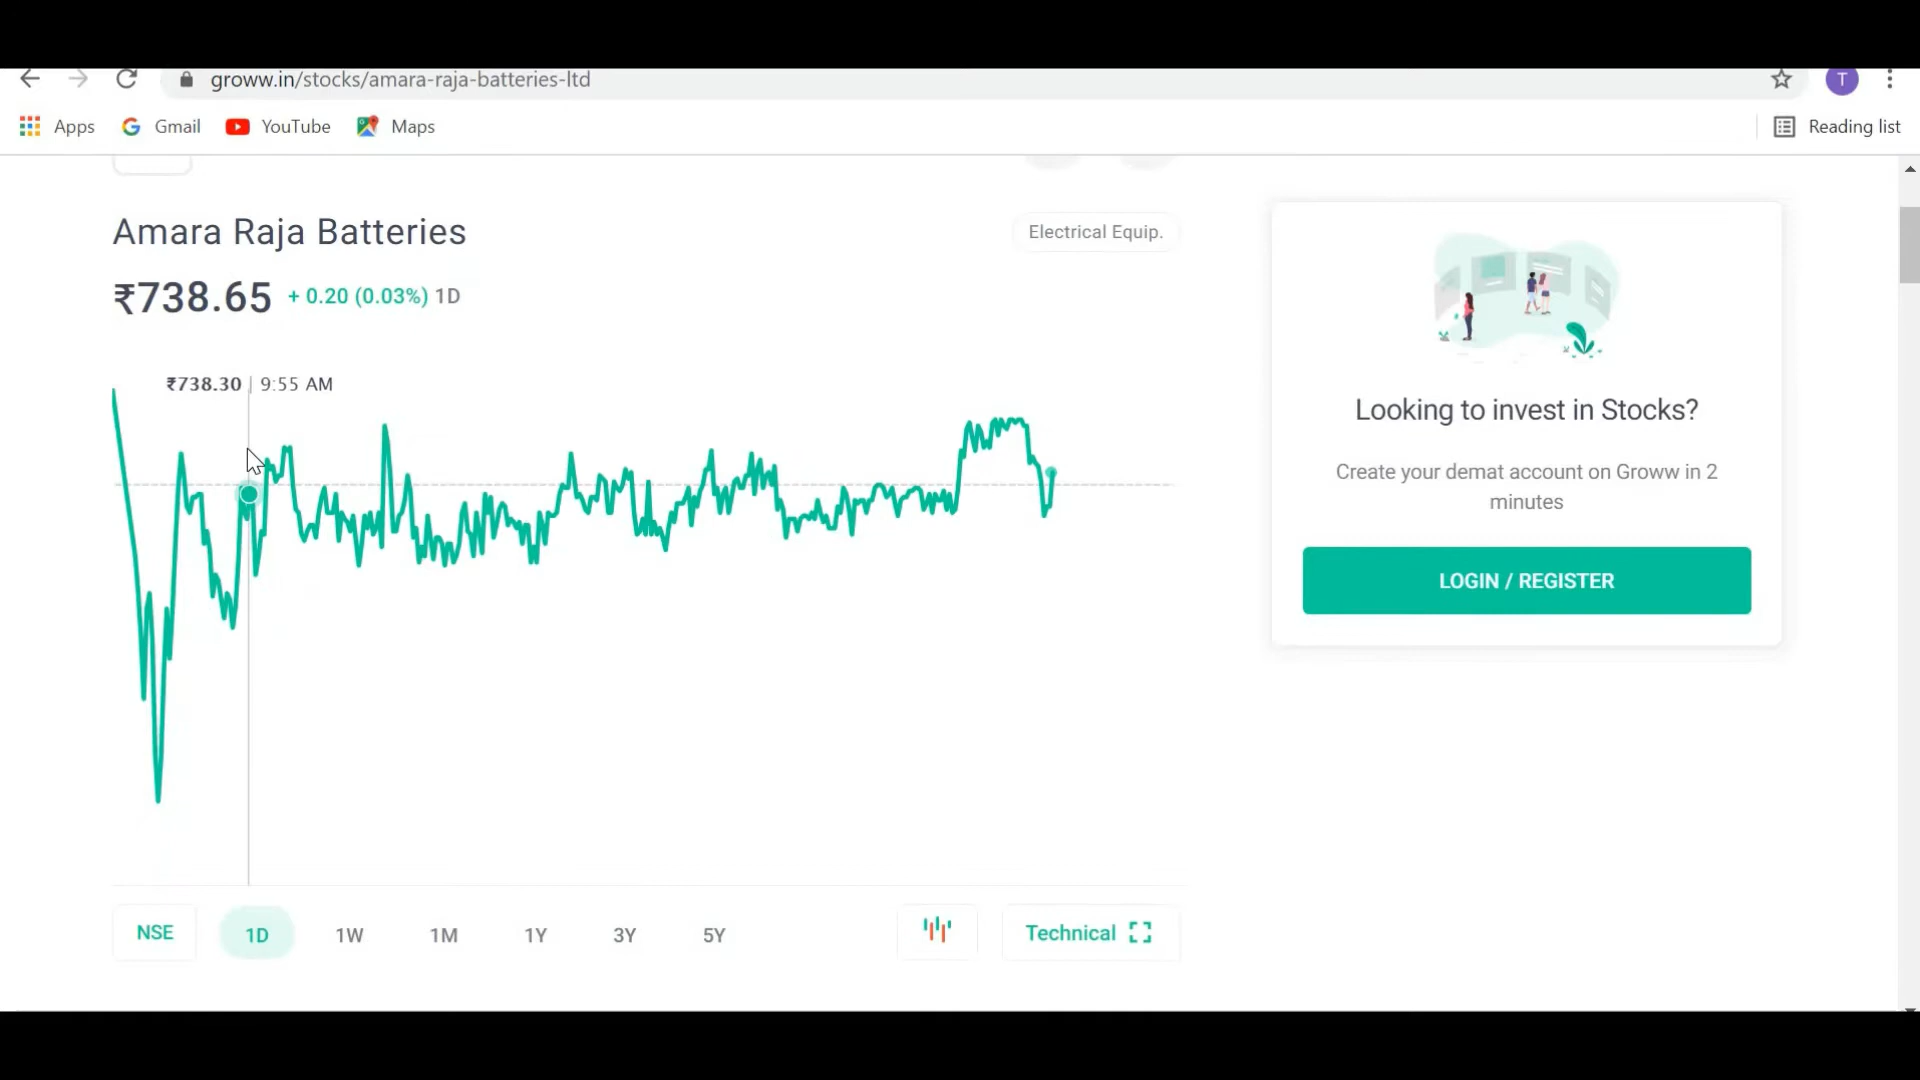 groww.in/stocks/amara-raja-batteries-ltd
T
Apps Gmail YouTube Maps Reading list
Amara Raja Batteries
Electrical Equip.
₹738.65 + 0.20 (0.03%) 1D
₹738.30 | 9:55 AM
Looking to invest in Stocks?
Create your demat account on Groww in 2
minutes
LOGIN / REGISTER
NSE 1D 1W 1M 1Y 3Y 5Y Technical